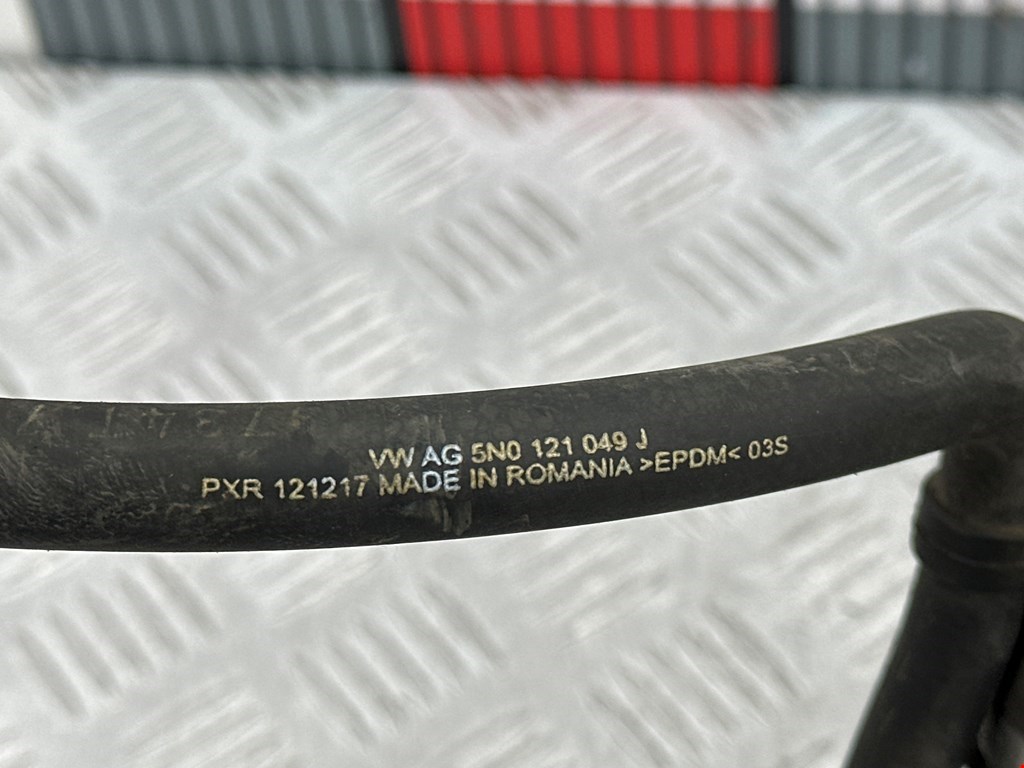 VW AG 5N0 121 049 J
PXR 121217 MADE IN ROMANIA >EPDM< 03S